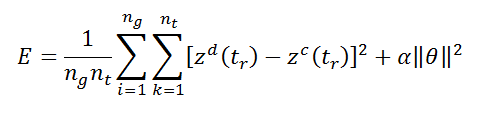 E = \frac{1}{n_g n_t} \sum_{i=1}^{n_g} \sum_{k=1}^{n_t} [z^d(t_r) - z^c(t_r)]^2 + \alpha \|\theta\|^2